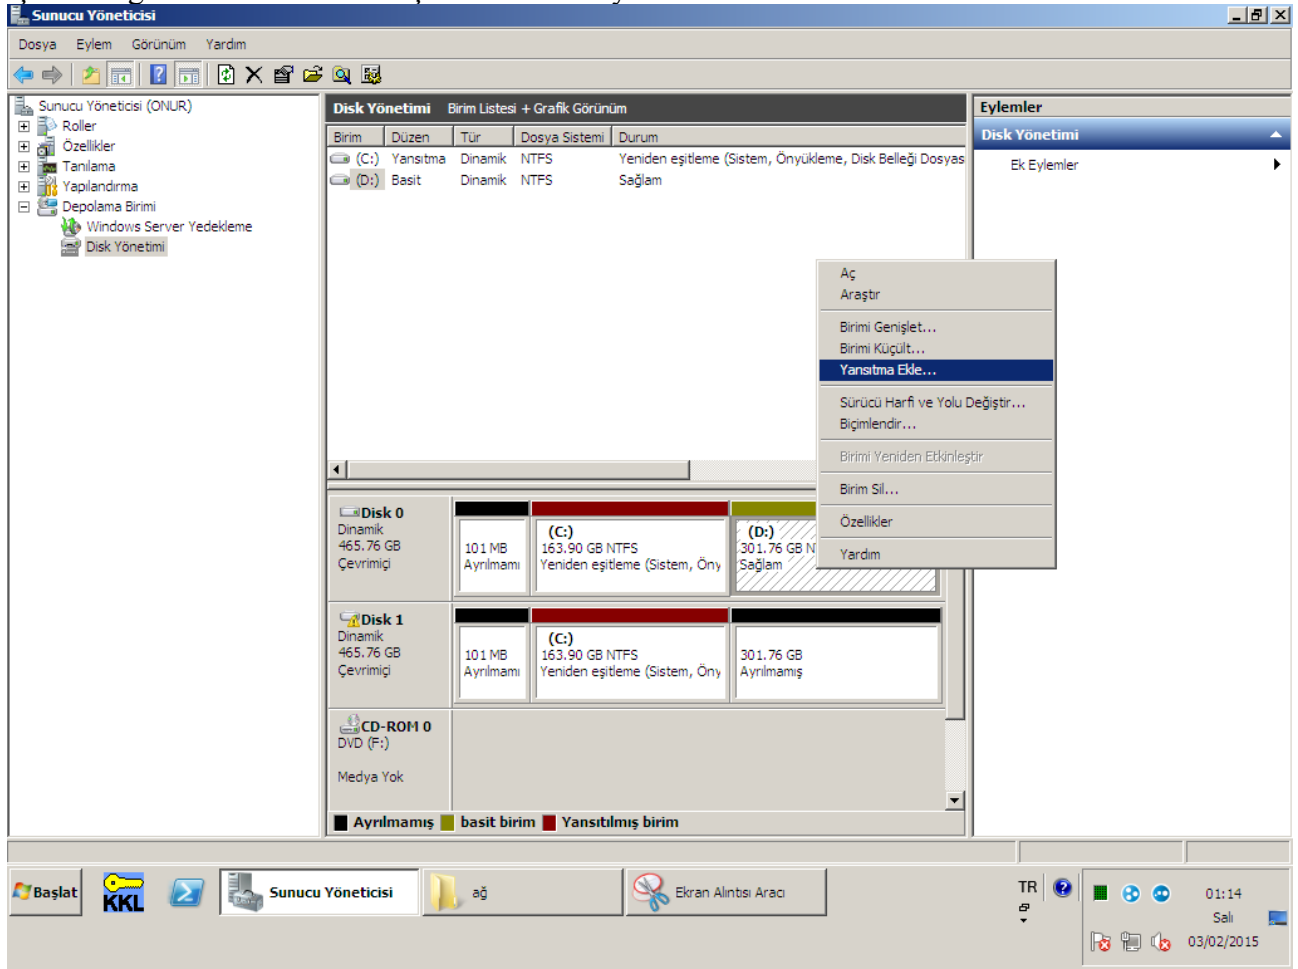 Sunucu Yöneticisi
Dosya Eylem Görünüm Yardım
Sunucu Yöneticisi (ONUR)
Roller
Özellikler
Tanılama
Yapılandırma
Depolama Birimi
Windows Server Yedekleme
Disk Yönetimi
Disk Yönetimi Birim Listesi + Grafik Görünüm
Birim Düzen Tür Dosya Sistemi Durum
(C:) Yansıtma Dinamik NTFS Yeniden eşitleme (Sistem, Önyükleme, Disk Belleği Dosyas
(D:) Basit Dinamik NTFS Sağlam
Eylemler
Disk Yönetimi
Ek Eylemler
Aç
Araştır
Birimi Genişlet...
Birimi Küçült...
Yansıtma Ekle...
Sürücü Harfi ve Yolu Değiştir...
Biçimlendir...
Birimi Yeniden Etkinleştir
Birim Sil...
Özellikler
Yardım
Disk 0
Dinamik
465.76 GB
Çevrimiçi
101 MB
Ayrılmamı
(C:)
163.90 GB NTFS
Yeniden eşitleme (Sistem, Öny
(D:)
301.76 GB N
Sağlam
Disk 1
Dinamik
465.76 GB
Çevrimiçi
101 MB
Ayrılmamı
(C:)
163.90 GB NTFS
Yeniden eşitleme (Sistem, Öny
301.76 GB
Ayrılmamış
CD-ROM 0
DVD (F:)
Medya Yok
Ayrılmamış basit birim Yansıtılmış birim
Başlat
KKL
Sunucu Yöneticisi
ağ
Ekran Alıntısı Aracı
TR
01:14
Salı
03/02/2015